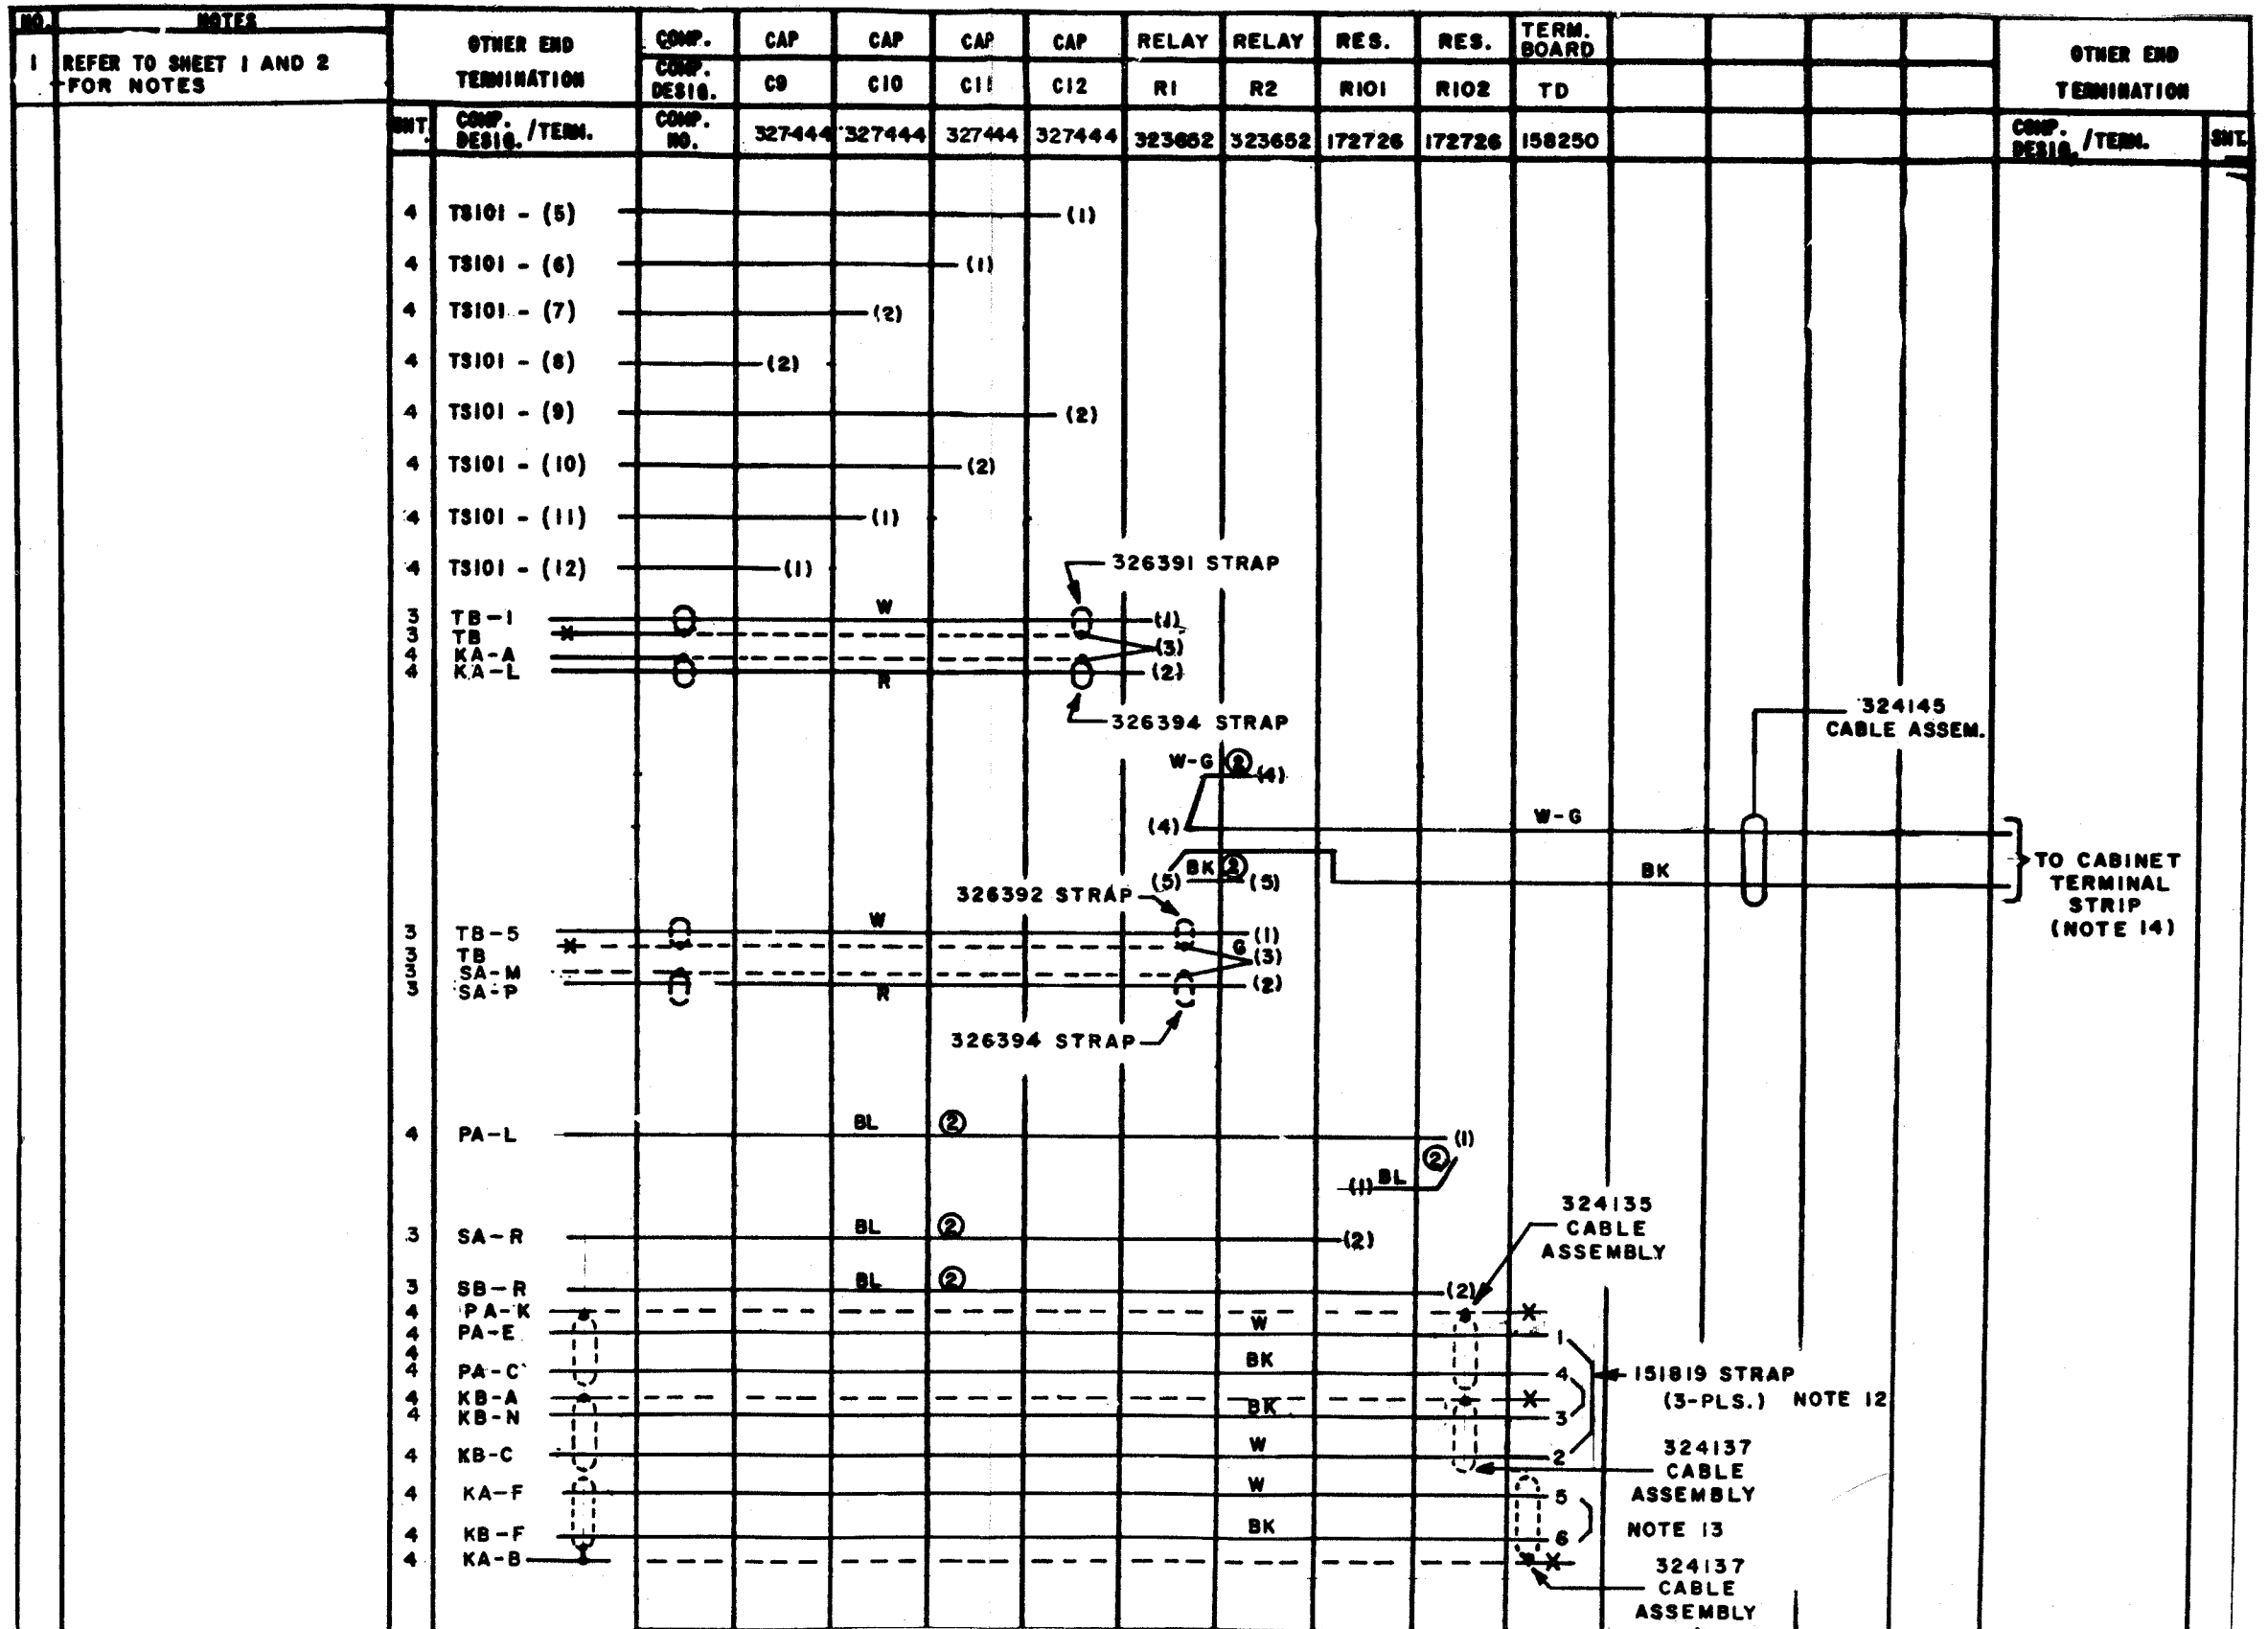 NO. NOTES
1 REFER TO SHEET 1 AND 2
FOR NOTES
OTHER END
TERMINATION
SHT. COMP.
DESIG. /TERM.
COMP. CAP CAP CAP CAP RELAY RELAY RES. RES. TERM.
BOARD
COMP.
DESIG. C9 C10 C11 C12 R1 R2 R101 R102 TD
COMP.
NO. 327444 327444 327444 327444 323652 323652 172726 172726 158250
OTHER END
TERMINATION
COMP.
DESIG. /TERM. SHT.
4 TS101 - (5) (1)
4 TS101 - (6) (1)
4 TS101 - (7) (2)
4 TS101 - (8) (2)
4 TS101 - (9) (2)
4 TS101 - (10) (2)
4 TS101 - (11) (1)
4 TS101 - (12) (1)
326391 STRAP
3 TB-1 W (1)
3 TB X (3)
4 KA-A
4 KA-L R (2)
326394 STRAP
324145
CABLE ASSEM.
W-G 2 (4)
(4) W-G
BK 2
(5) (5) BK
TO CABINET
TERMINAL
STRIP
(NOTE 14)
326392 STRAP
3 TB-5 W (1)
3 TB X G (3)
3 SA-M
3 SA-P R (2)
326394 STRAP
4 PA-L BL 2 (1)
(1) BL 2
324135
CABLE
ASSEMBLY
3 SA-R BL 2 (2)
3 SB-R BL 2 (2)
4 PA-K X
4 PA-E W 1
4
4 PA-C BK 4
151819 STRAP
(3-PLS.) NOTE 12
4 KB-A X
4 KB-N BK 3
4 KB-C W 2
324137
CABLE
ASSEMBLY
4 KA-F W 5
NOTE 13
4 KB-F BK 6
4 KA-B X
324137
CABLE
ASSEMBLY